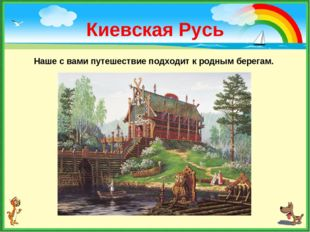 Киевская Русь
Наше с вами путешествие подходит к родным берегам.